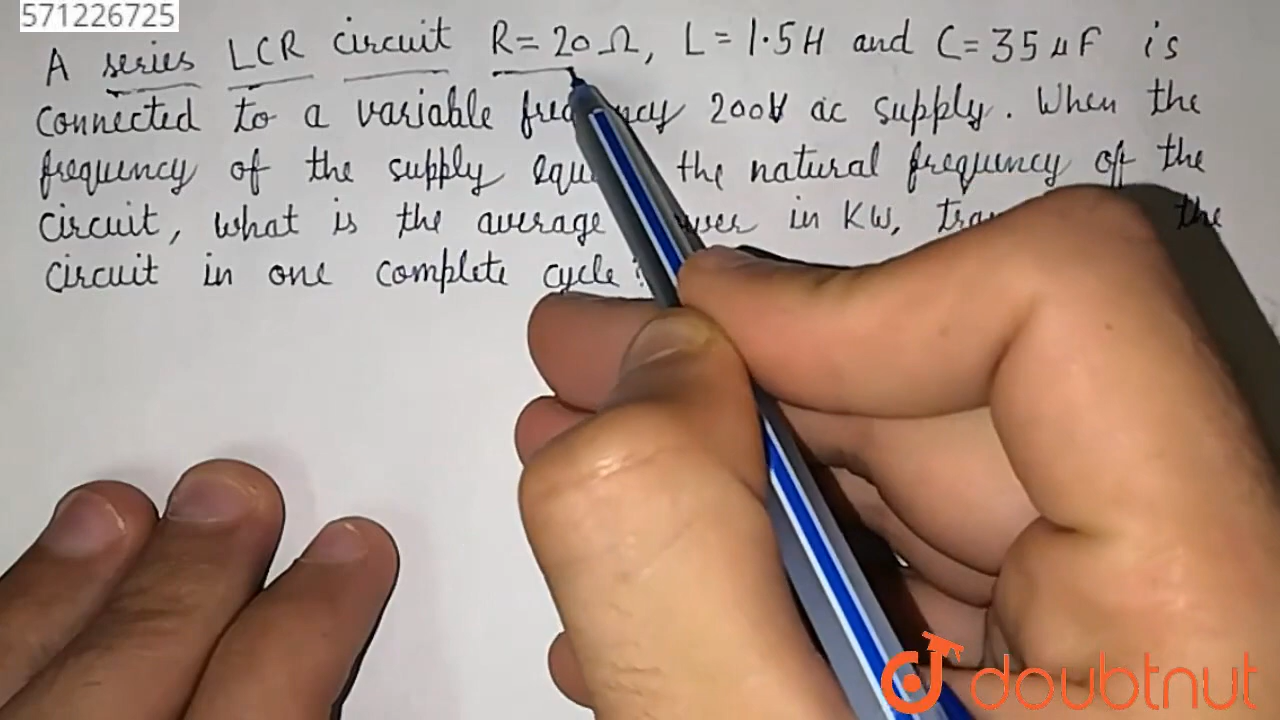 571226725
A series LCR circuit R = 20 Ω, L = 1.5 H and C = 35 μF is
connected to a variable 200V ac supply. When the
frequency of the supply the natural frequency of the
circuit, what is the average in KW, the
circuit in one complete cycle?
doubtnut